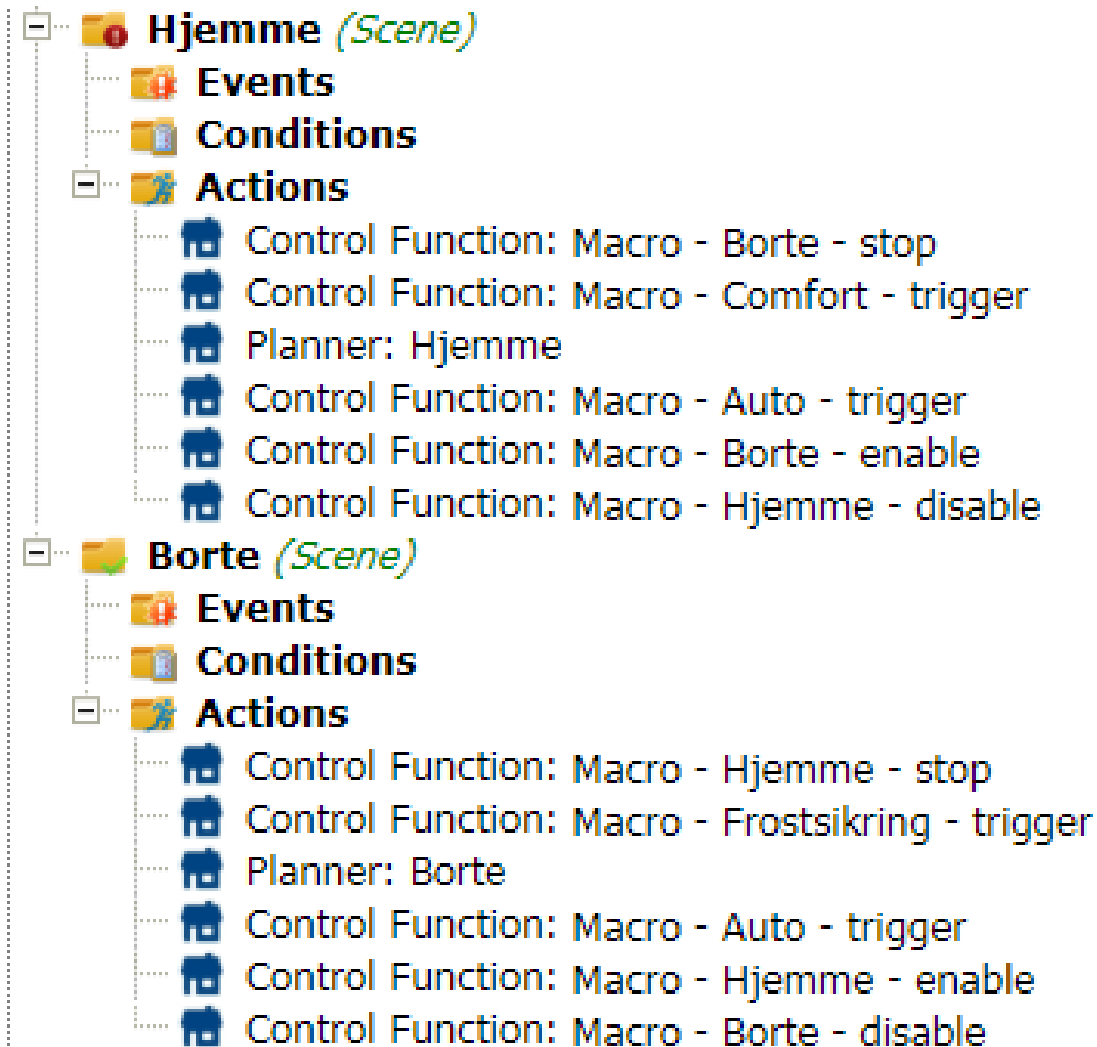 Hjemme (Scene)
Events
Conditions
Actions
Control Function: Macro - Borte - stop
Control Function: Macro - Comfort - trigger
Planner: Hjemme
Control Function: Macro - Auto - trigger
Control Function: Macro - Borte - enable
Control Function: Macro - Hjemme - disable
Borte (Scene)
Events
Conditions
Actions
Control Function: Macro - Hjemme - stop
Control Function: Macro - Frostsikring - trigger
Planner: Borte
Control Function: Macro - Auto - trigger
Control Function: Macro - Hjemme - enable
Control Function: Macro - Borte - disable